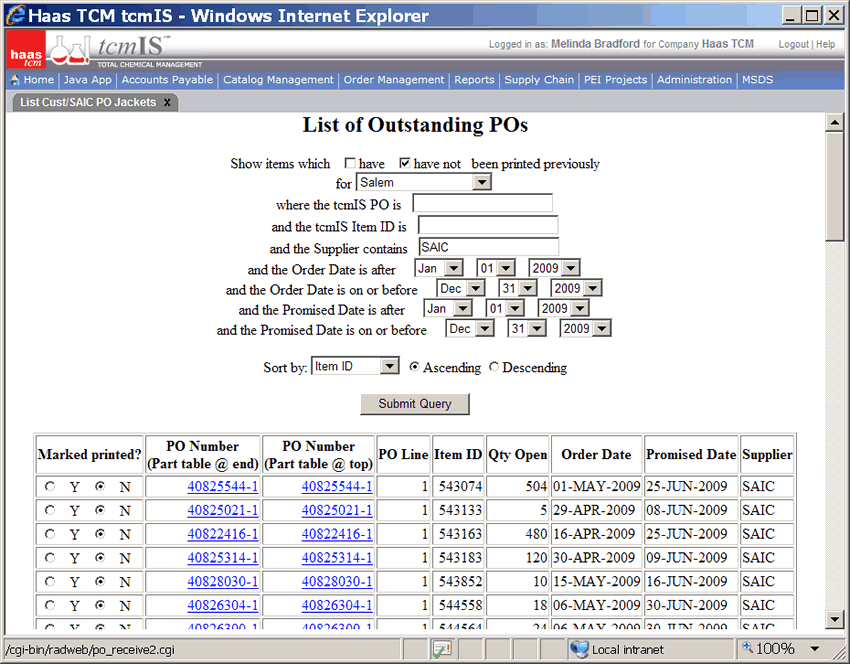 Haas TCM tcmIS - Windows Internet Explorer
haas tcm
tcmIS™
TOTAL CHEMICAL MANAGEMENT
Logged in as: Melinda Bradford for Company Haas TCM Logout | Help
Home Java App Accounts Payable Catalog Management Order Management Reports Supply Chain PEI Projects Administration MSDS
List Cust/SAIC PO Jackets x
List of Outstanding POs
Show items which have have not been printed previously
for Salem
where the tcmIS PO is
and the tcmIS Item ID is
and the Supplier contains SAIC
and the Order Date is after Jan 01 2009
and the Order Date is on or before Dec 31 2009
and the Promised Date is after Jan 01 2009
and the Promised Date is on or before Dec 31 2009
Sort by: Item ID Ascending Descending
Submit Query
Marked printed? PO Number (Part table @ end) PO Number (Part table @ top) PO Line Item ID Qty Open Order Date Promised Date Supplier
Y N 40825544-1 40825544-1 1 543074 504 01-MAY-2009 25-JUN-2009 SAIC
Y N 40825021-1 40825021-1 1 543133 5 29-APR-2009 08-JUN-2009 SAIC
Y N 40822416-1 40822416-1 1 543163 480 16-APR-2009 25-JUN-2009 SAIC
Y N 40825314-1 40825314-1 1 543183 120 30-APR-2009 09-JUN-2009 SAIC
Y N 40828030-1 40828030-1 1 543852 10 15-MAY-2009 16-JUN-2009 SAIC
Y N 40826304-1 40826304-1 1 544558 18 06-MAY-2009 30-JUN-2009 SAIC
Y N 40826300-1 40826300-1 1 544564 24 06-MAY-2009 30-JUN-2009 SAIC
/cgi-bin/radweb/po_receive2.cgi Local intranet 100%